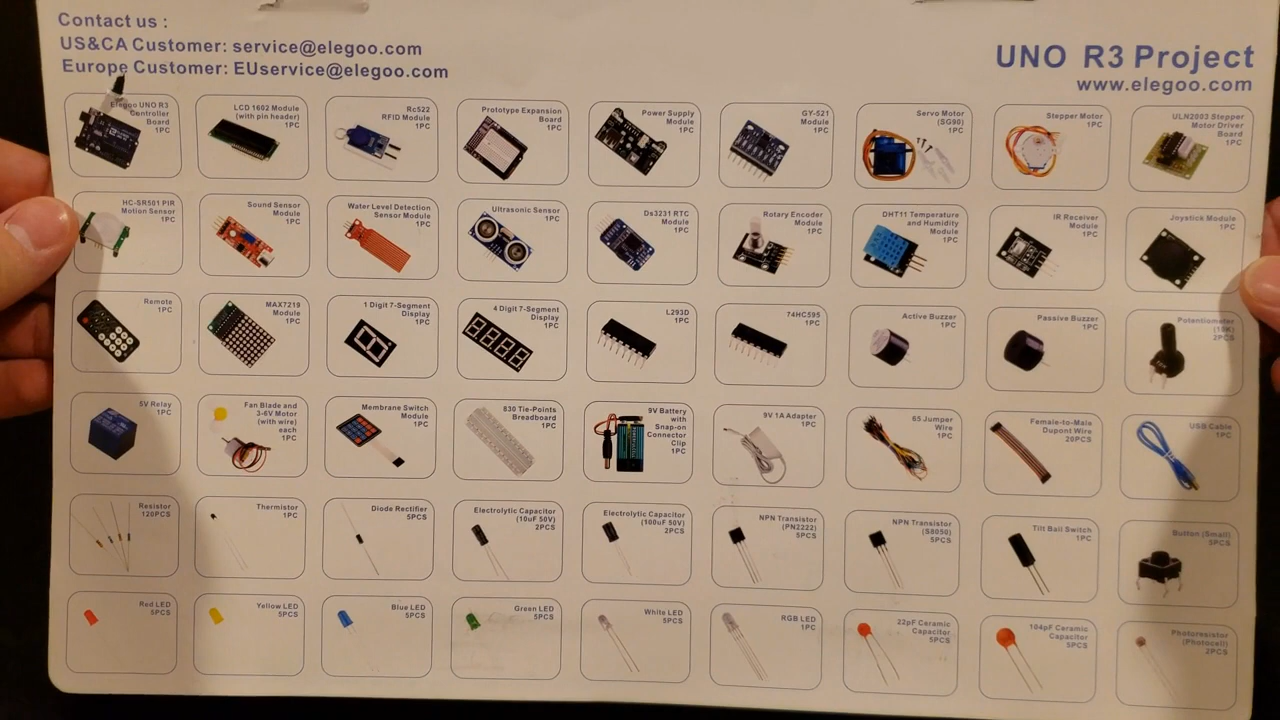 Contact us :
US&CA Customer: service@elegoo.com
Europe Customer: EUservice@elegoo.com
UNO R3 Project
www.elegoo.com
Elegoo UNO R3
Controller
Board
1PC
LCD 1602 Module
(with pin header)
1PC
Rc522
RFID Module
1PC
Prototype Expansion
Board
1PC
Power Supply
Module
1PC
GY-521
Module
1PC
Servo Motor
(SG90)
1PC
Stepper Motor
1PC
ULN2003 Stepper
Motor Driver
Board
1PC
HC-SR501 PIR
Motion Sensor
1PC
Sound Sensor
Module
1PC
Water Level Detection
Sensor Module
1PC
Ultrasonic Sensor
1PC
Ds3231 RTC
Module
1PC
Rotary Encoder
Module
1PC
DHT11 Temperature
and Humidity
Module
1PC
IR Receiver
Module
1PC
Joystick Module
1PC
Remote
1PC
MAX7219
Module
1PC
1 Digit 7-Segment
Display
1PC
4 Digit 7-Segment
Display
1PC
L293D
1PC
74HC595
1PC
Active Buzzer
1PC
Passive Buzzer
1PC
Potentiometer
(10K)
2PCS
5V Relay
1PC
Fan Blade and
3-6V Motor
(with wire)
each
1PC
Membrane Switch
Module
1PC
830 Tie-Points
Breadboard
1PC
9V Battery
with
Snap-on
Connector
Clip
1PC
9V 1A Adapter
1PC
65 Jumper
Wire
1PC
Female-to-Male
Dupont Wire
20PCS
USB Cable
1PC
Resistor
120PCS
Thermistor
1PC
Diode Rectifier
5PCS
Electrolytic Capacitor
(10uF 50V)
2PCS
Electrolytic Capacitor
(100uF 50V)
2PCS
NPN Transistor
(PN2222)
5PCS
NPN Transistor
(S8050)
5PCS
Tilt Ball Switch
1PC
Button (Small)
5PCS
Red LED
5PCS
Yellow LED
5PCS
Blue LED
5PCS
Green LED
5PCS
White LED
5PCS
RGB LED
1PC
22pF Ceramic
Capacitor
5PCS
104pF Ceramic
Capacitor
5PCS
Photoresistor
(Photocell)
2PCS